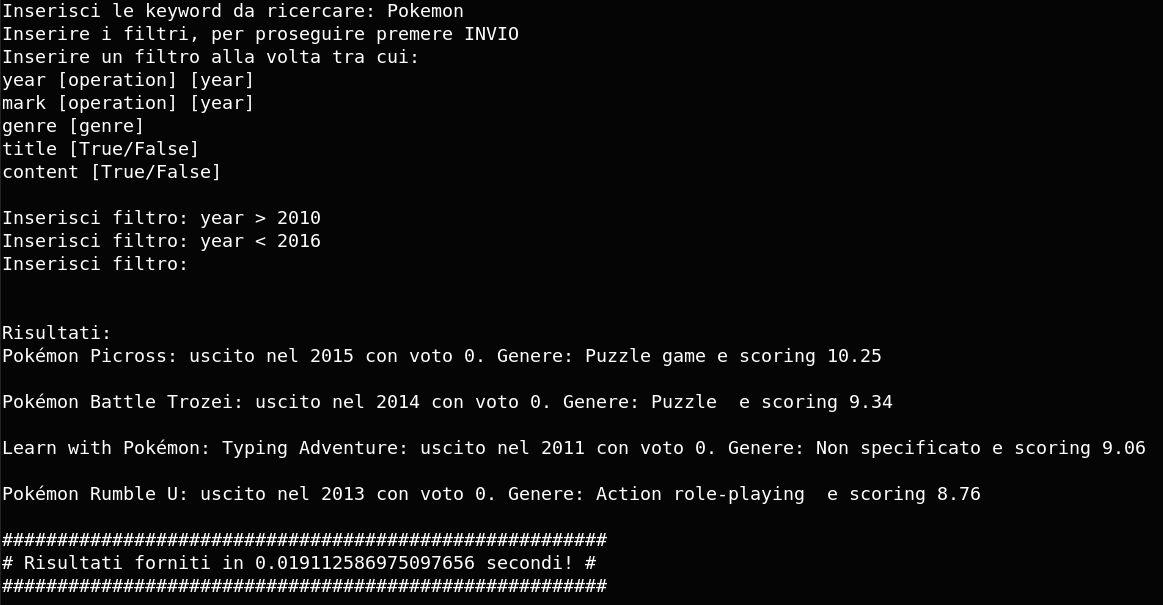 Inserisci le keyword da ricercare: Pokemon
Inserire i filtri, per proseguire premere INVIO
Inserire un filtro alla volta tra cui:
year [operation] [year]
mark [operation] [year]
genre [genre]
title [True/False]
content [True/False]
Inserisci filtro: year > 2010
Inserisci filtro: year < 2016
Inserisci filtro:
Risultati:
Pokémon Picross: uscito nel 2015 con voto 0. Genere: Puzzle game e scoring 10.25
Pokémon Battle Trozei: uscito nel 2014 con voto 0. Genere: Puzzle  e scoring 9.34
Learn with Pokémon: Typing Adventure: uscito nel 2011 con voto 0. Genere: Non specificato e scoring 9.06
Pokémon Rumble U: uscito nel 2013 con voto 0. Genere: Action role-playing  e scoring 8.76
#######################################################
# Risultati forniti in 0.019112586975097656 secondi! #
#######################################################